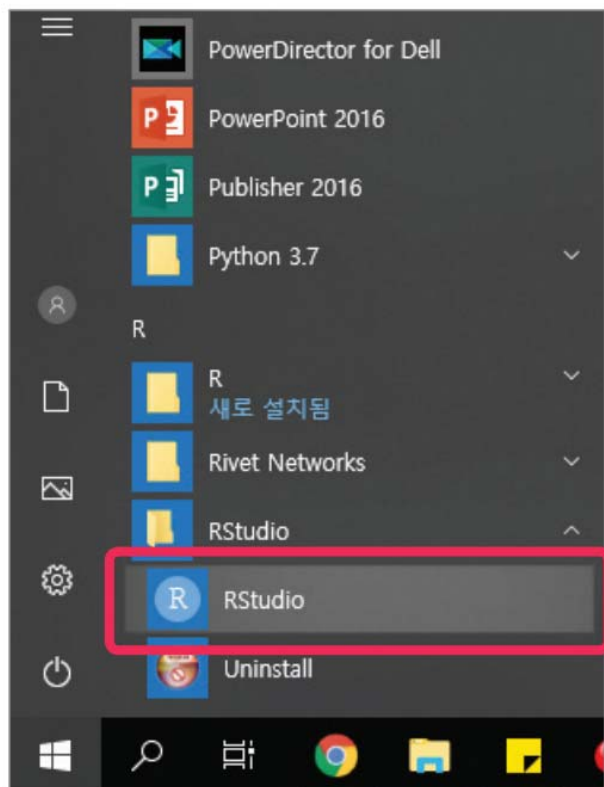 PowerDirector for Dell
PowerPoint 2016
Publisher 2016
Python 3.7
R
R
새로 설치됨
Rivet Networks
RStudio
R
RStudio
Uninstall